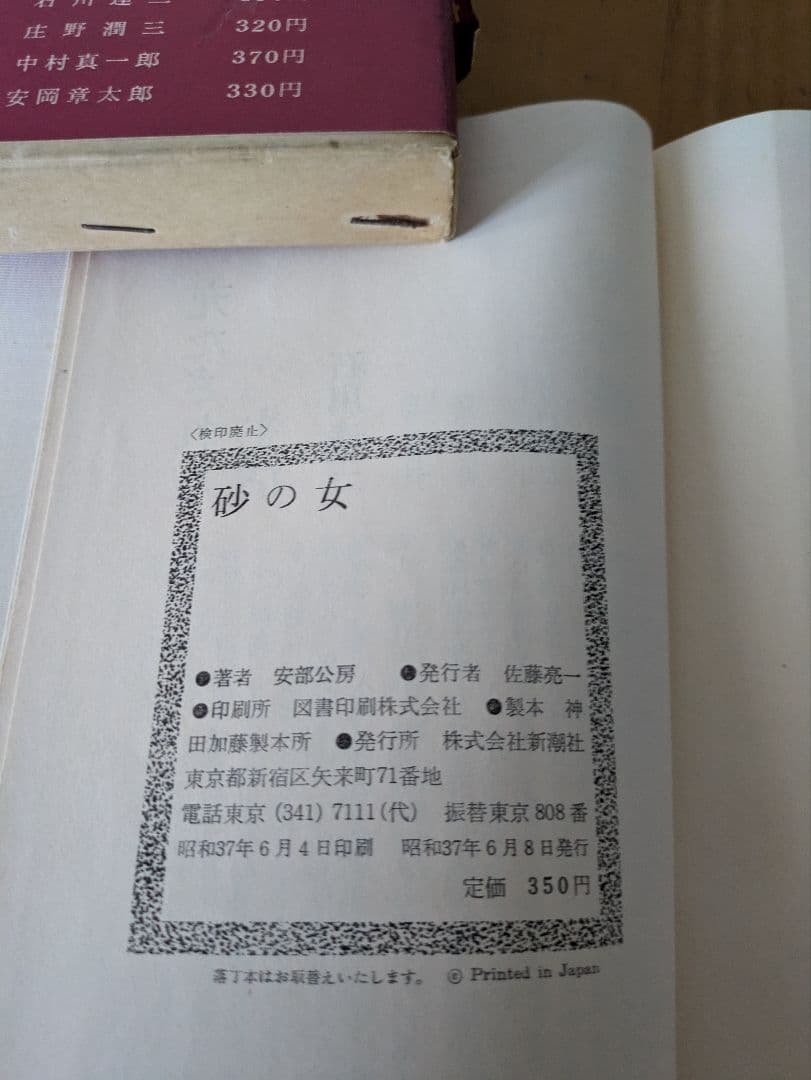 庄野潤三 320円
中村真一郎 370円
安岡章太郎 330円
〈検印廃止〉
砂の女
●著者 安部公房 ●発行者 佐藤亮一
●印刷所 図書印刷株式会社 ●製本 神
田加藤製本所 ●発行所 株式会社新潮社
東京都新宿区矢来町71番地
電話東京(341)7111(代) 振替東京808番
昭和37年6月4日印刷 昭和37年6月8日発行
定価 350円
落丁本はお取替えいたします。 © Printed in Japan